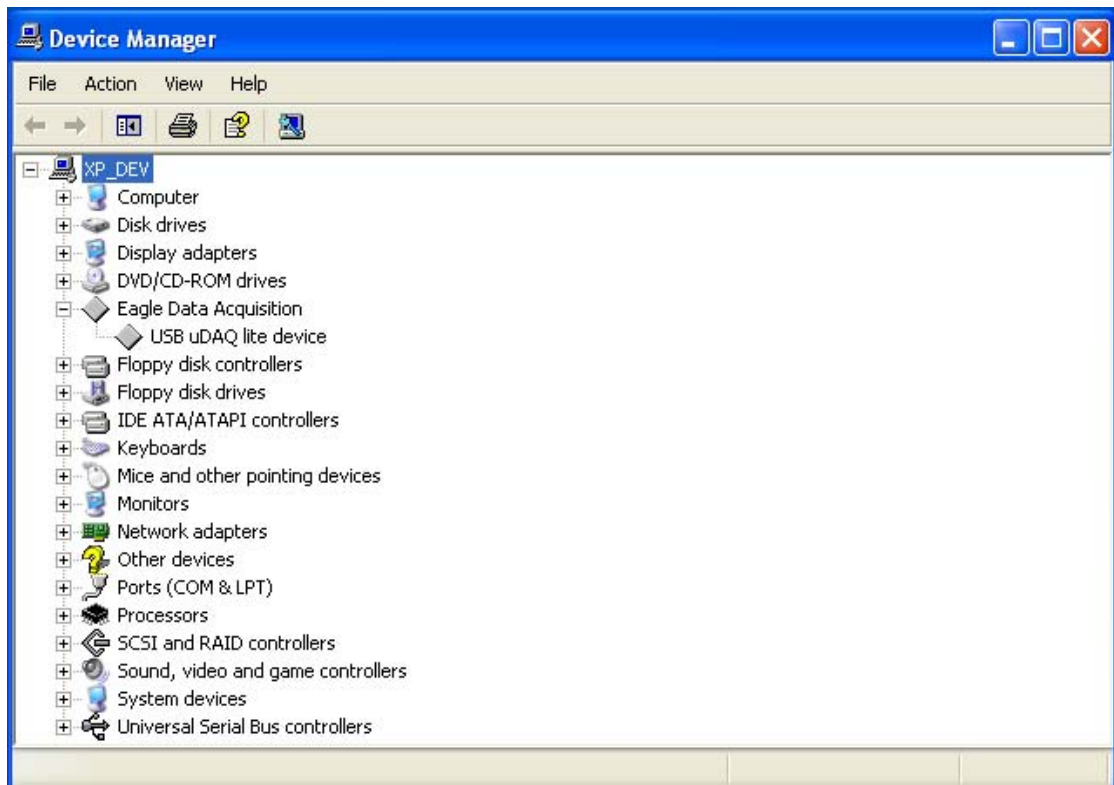 Device Manager
File Action View Help
XP_DEV
Computer
Disk drives
Display adapters
DVD/CD-ROM drives
Eagle Data Acquisition
USB uDAQ lite device
Floppy disk controllers
Floppy disk drives
IDE ATA/ATAPI controllers
Keyboards
Mice and other pointing devices
Monitors
Network adapters
Other devices
Ports (COM & LPT)
Processors
SCSI and RAID controllers
Sound, video and game controllers
System devices
Universal Serial Bus controllers